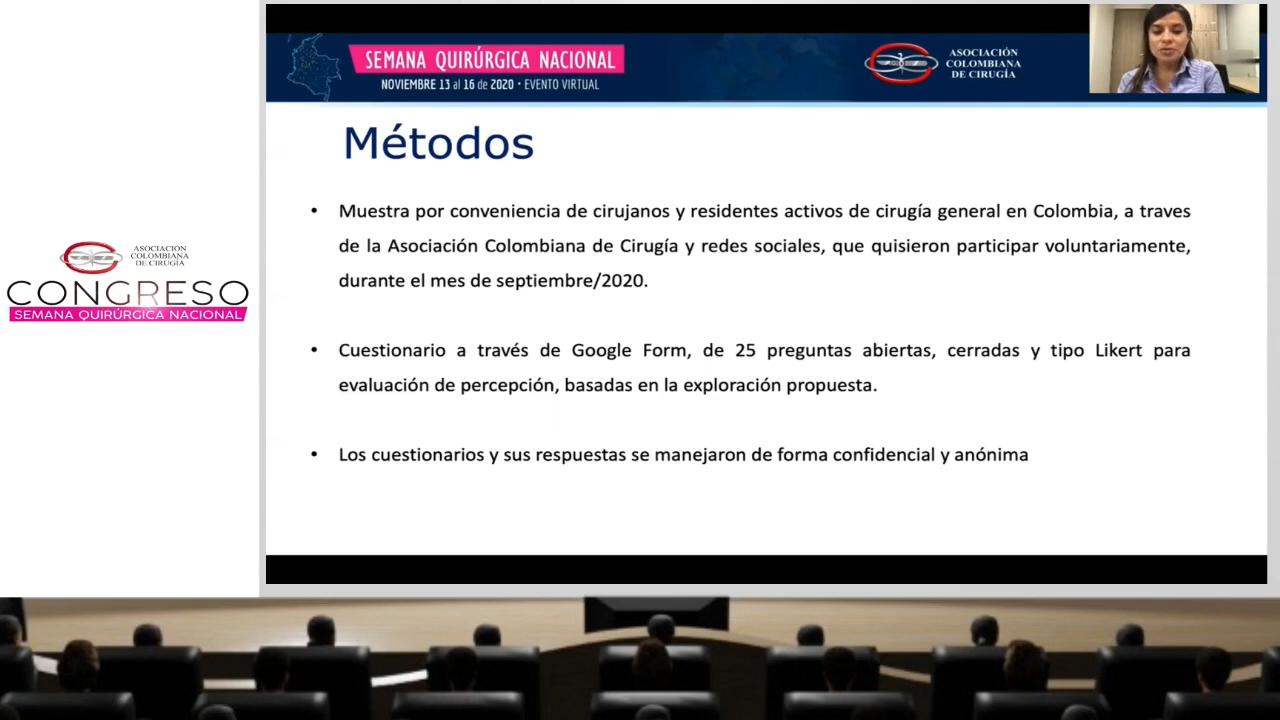 SEMANA QUIRÚRGICA NACIONAL
NOVIEMBRE 13 al 16 de 2020 • EVENTO VIRTUAL
ASOCIACIÓN
COLOMBIANA
DE CIRUGÍA
Métodos
• Muestra por conveniencia de cirujanos y residentes activos de cirugía general en Colombia, a traves
de la Asociación Colombiana de Cirugía y redes sociales, que quisieron participar voluntariamente,
durante el mes de septiembre/2020.
• Cuestionario a través de Google Form, de 25 preguntas abiertas, cerradas y tipo Likert para
evaluación de percepción, basadas en la exploración propuesta.
• Los cuestionarios y sus respuestas se manejaron de forma confidencial y anónima
ASOCIACION
COLOMBIANA
DE CIRUGÍA
CONGRESO
SEMANA QUIRÚRGICA NACIONAL